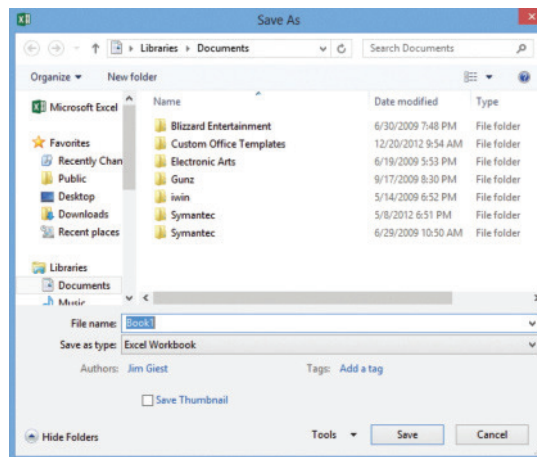 Save As
Libraries Documents Search Documents
Organize New folder
Microsoft Excel
Favorites
Recently Chan
Public
Desktop
Downloads
Recent places
Libraries
Documents
Music
Name Date modified Type
Blizzard Entertainment 6/30/2009 7:48 PM File folder
Custom Office Templates 12/20/2012 9:54 AM File folder
Electronic Arts 6/19/2009 5:53 PM File folder
Gunz 9/17/2009 8:30 PM File folder
iwin 5/14/2009 6:52 PM File folder
Symantec 5/8/2012 6:51 PM File folder
Symantec 6/29/2009 10:50 AM File folder
File name: Book1
Save as type: Excel Workbook
Authors: Jim Giest Tags: Add a tag
Save Thumbnail
Hide Folders Tools Save Cancel